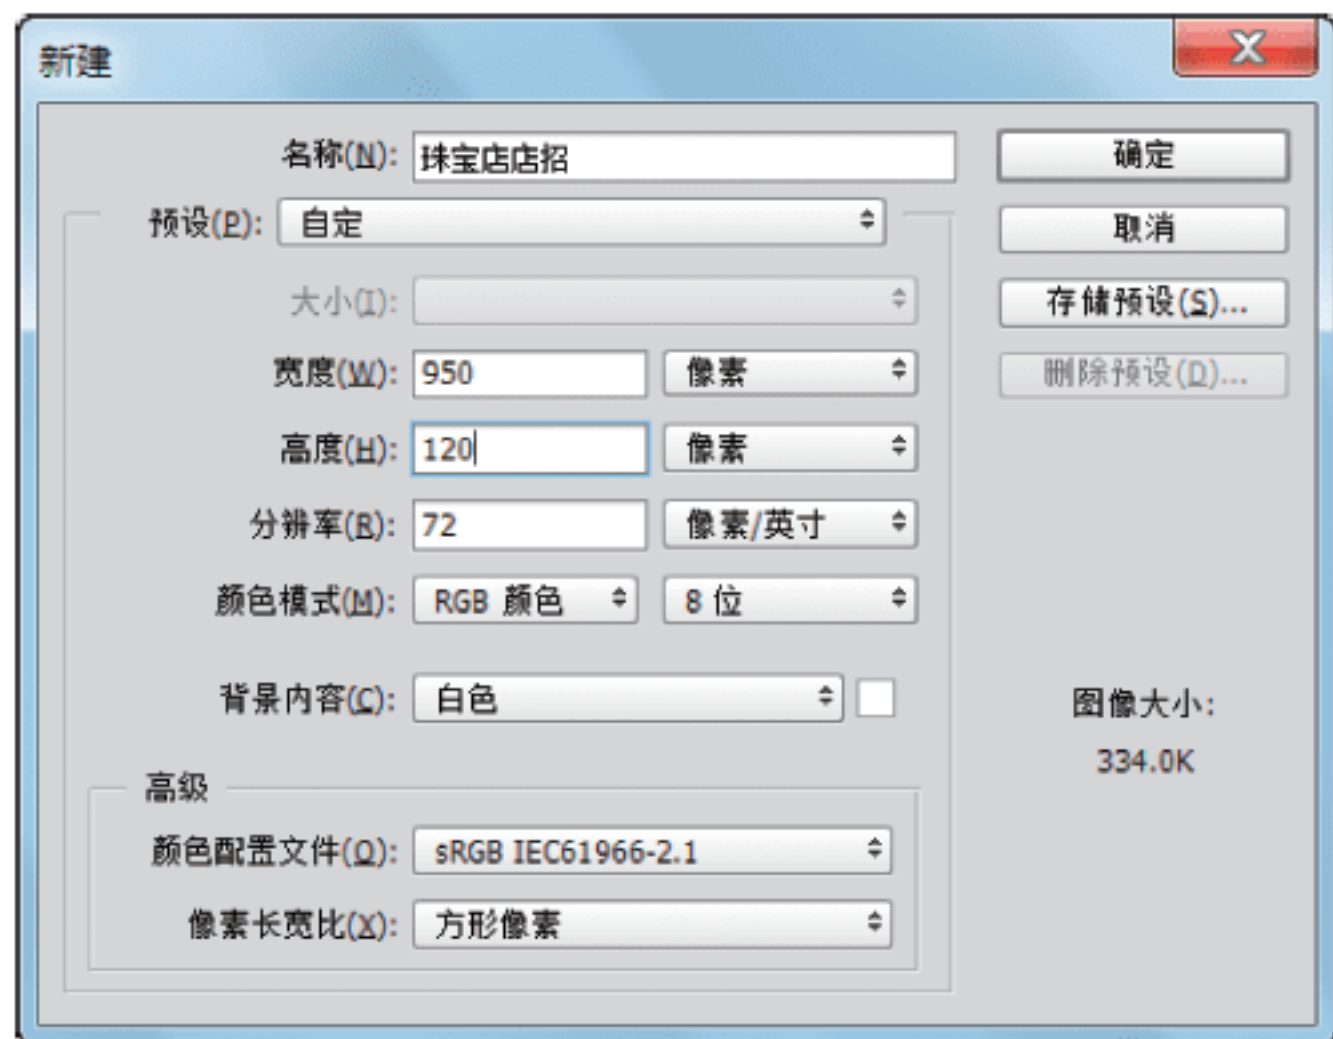 新建
名称(N): 珠宝店店招 确定
预设(P): 自定 取消
大小(I): 存储预设(S)...
宽度(W): 950 像素 删除预设(D)...
高度(H): 120 像素
分辨率(R): 72 像素/英寸
颜色模式(M): RGB 颜色 8 位
背景内容(C): 白色 图像大小:
334.0K
高级
颜色配置文件(O): sRGB IEC61966-2.1
像素长宽比(X): 方形像素